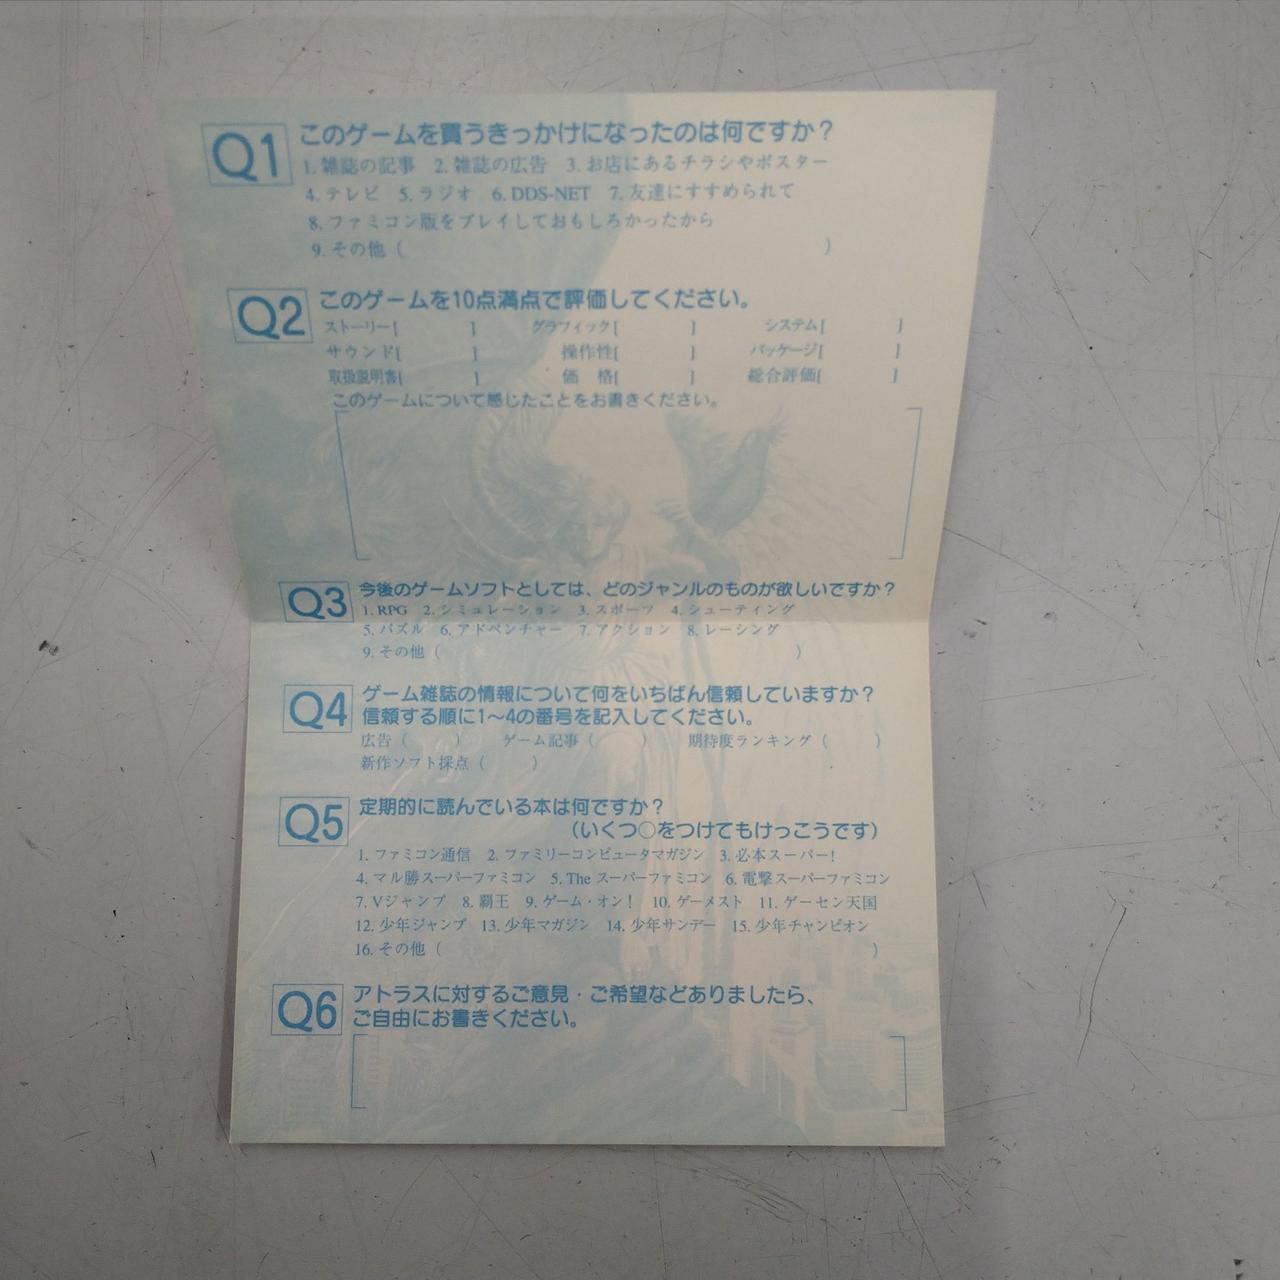 Q1 このゲームを買うきっかけになったのは何ですか？
1. 雑誌の記事 2. 雑誌の広告 3. お店にあるチラシやポスター
4. テレビ 5. ラジオ 6. DDS-NET 7. 友達にすすめられて
8. ファミコン版をプレイしておもしろかったから
9. その他（ ）
Q2 このゲームを10点満点で評価してください。
ストーリー[ ] グラフィック[ ] システム[ ]
サウンド[ ] 操作性[ ] パッケージ[ ]
取扱説明書[ ] 価 格[ ] 総合評価[ ]
このゲームについて感じたことをお書きください。
Q3 今後のゲームソフトとしては、どのジャンルのものが欲しいですか？
1. RPG 2. シミュレーション 3. スポーツ 4. シューティング
5. パズル 6. アドベンチャー 7. アクション 8. レーシング
9. その他（ ）
Q4 ゲーム雑誌の情報について何をいちばん信頼していますか？
信頼する順に1〜4の番号を記入してください。
広告（ ） ゲーム記事（ ） 期待度ランキング（ ）
新作ソフト採点（ ）
Q5 定期的に読んでいる本は何ですか？
（いくつ○をつけてもけっこうです）
1. ファミコン通信 2. ファミリーコンピュータマガジン 3. 必本スーパー！
4. マル勝スーパーファミコン 5. The スーパーファミコン 6. 電撃スーパーファミコン
7. Vジャンプ 8. 覇王 9. ゲーム・オン！ 10. ゲーメスト 11. ゲーセン天国
12. 少年ジャンプ 13. 少年マガジン 14. 少年サンデー 15. 少年チャンピオン
16. その他（ ）
Q6 アトラスに対するご意見・ご希望などありましたら、
ご自由にお書きください。